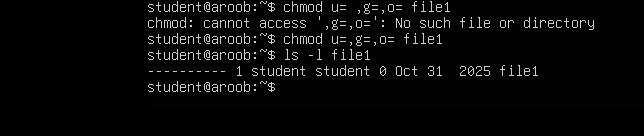 student@aroob:~$ chmod u= ,g=,o= file1
chmod: cannot access ',g=,o=': No such file or directory
student@aroob:~$ chmod u=,g=,o= file1
student@aroob:~$ ls -l file1
---------- 1 student student 0 Oct 31  2025 file1
student@aroob:~$